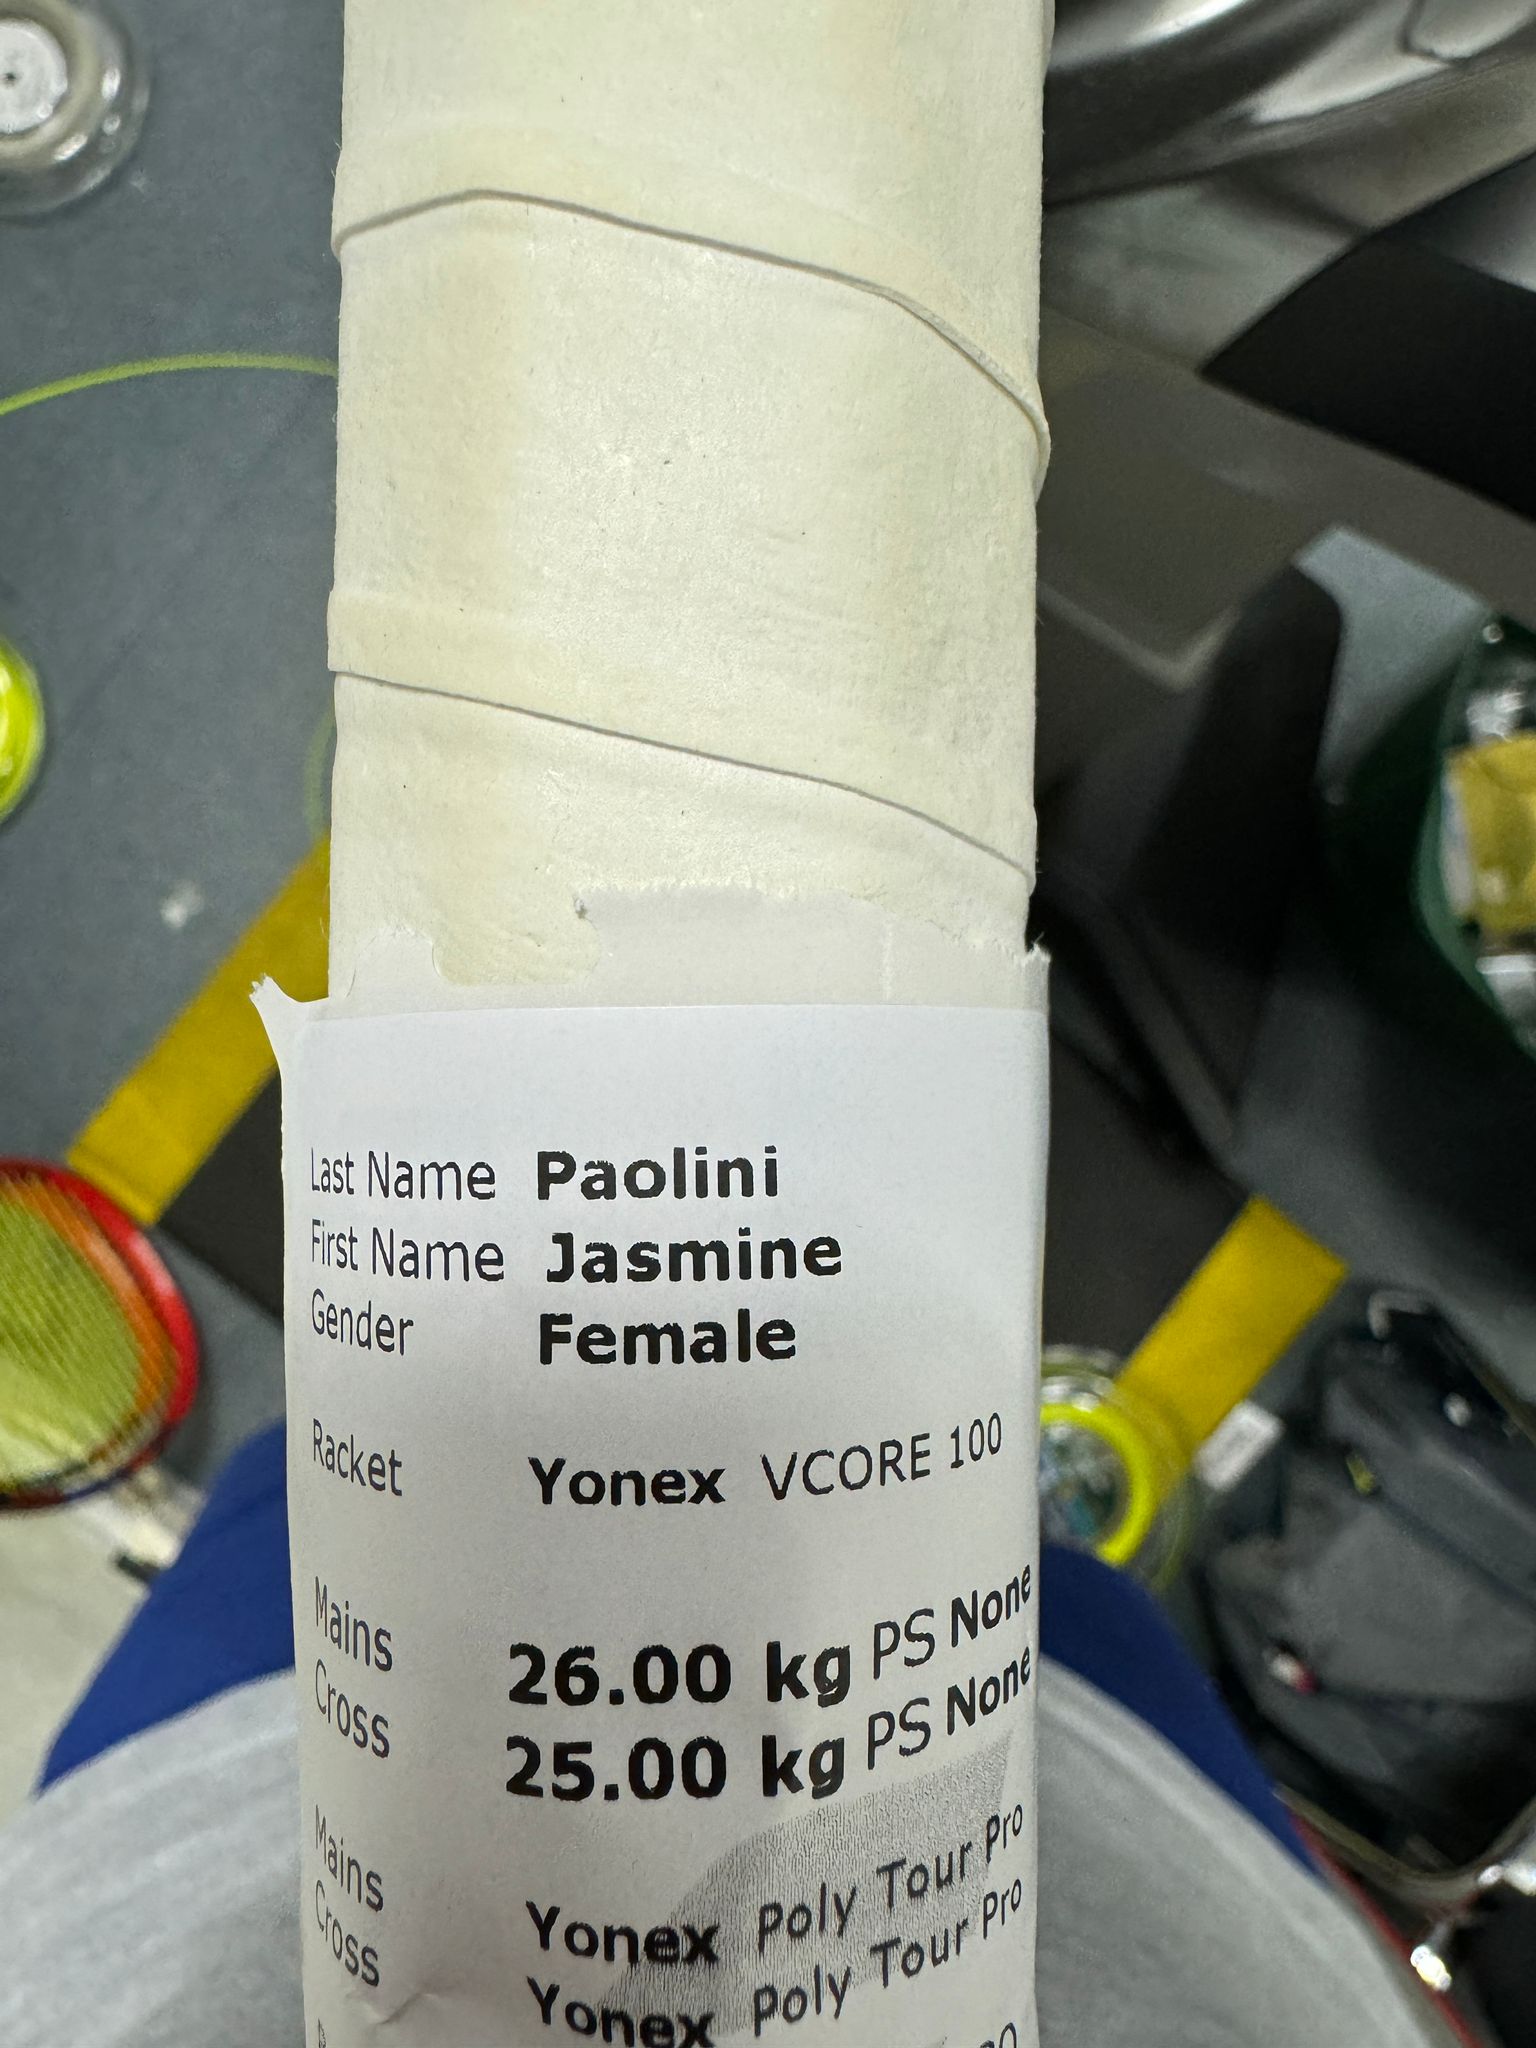 Last Name Paolini
First Name Jasmine
Gender Female
Racket Yonex VCORE 100
Mains 26.00 kg PS None
Cross 25.00 kg PS None
Mains Yonex Poly Tour Pro
Cross Yonex Poly Tour Pro